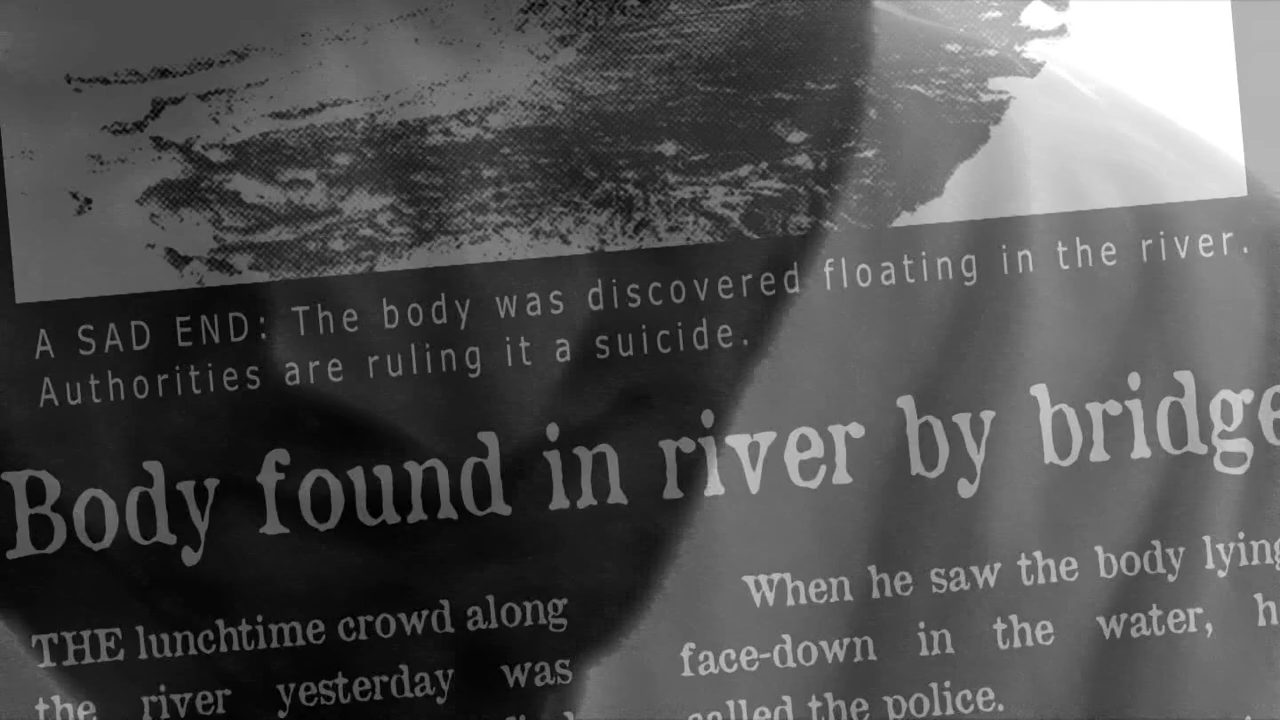 A SAD END: The body was discovered floating in the river.
Authorities are ruling it a suicide.
Body found in river by bridge
THE lunchtime crowd along
the river yesterday was
When he saw the body lying
face-down in the water,
called the police.